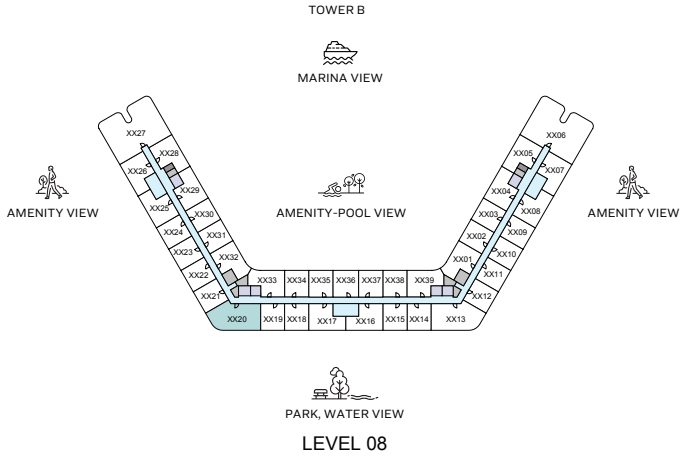 TOWER B
MARINA VIEW
XX27
XX06
XX28
XX05
XX26
XX07
XX29
XX04
XX25
XX08
XX30
XX03
XX24
XX09
XX31
XX02
XX23
XX10
XX32
XX01
XX22
XX11
XX21
XX12
AMENITY VIEW
AMENITY-POOL VIEW
AMENITY VIEW
XX33 XX34 XX35 XX36 XX37 XX38 XX39
XX20 XX19 XX18 XX17 XX16 XX15 XX14 XX13
PARK, WATER VIEW
LEVEL 08